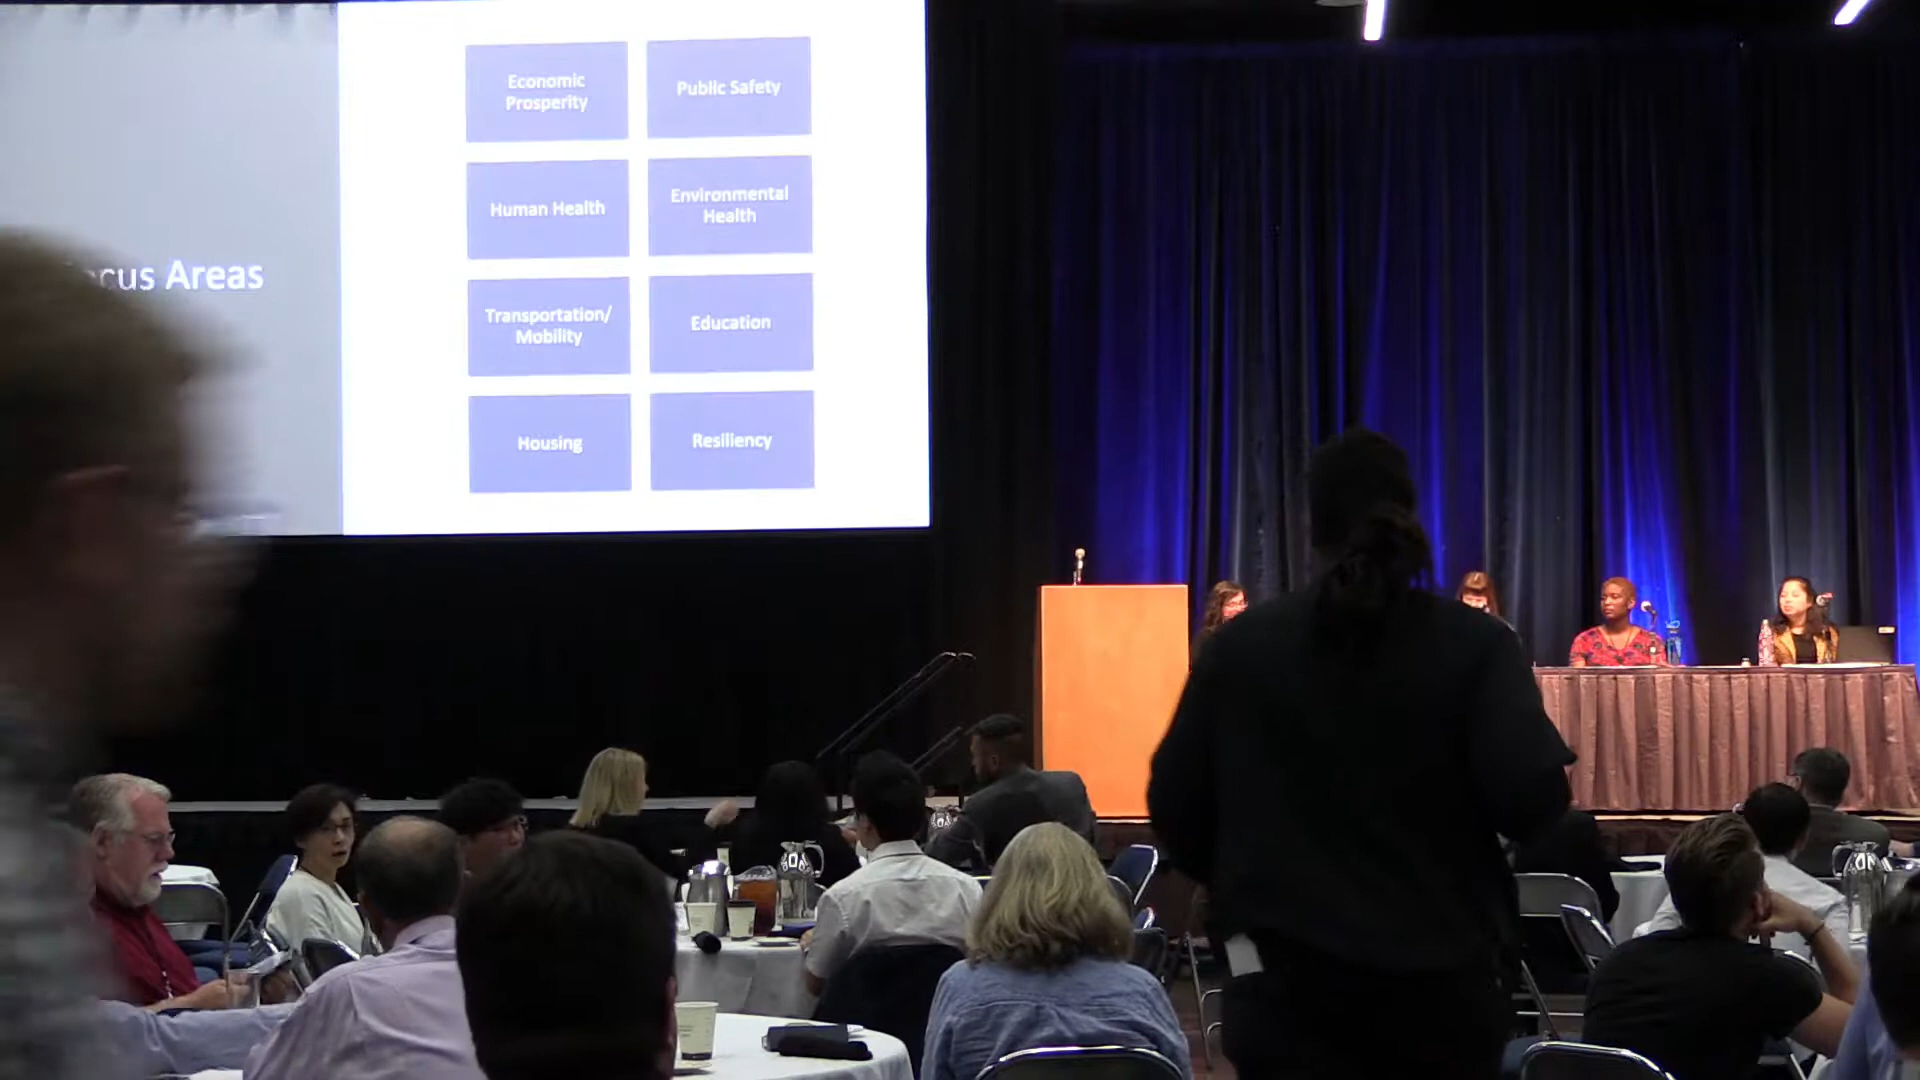 cus Areas
Economic
Prosperity
Public Safety
Human Health
Environmental
Health
Transportation/
Mobility
Education
Housing
Resiliency